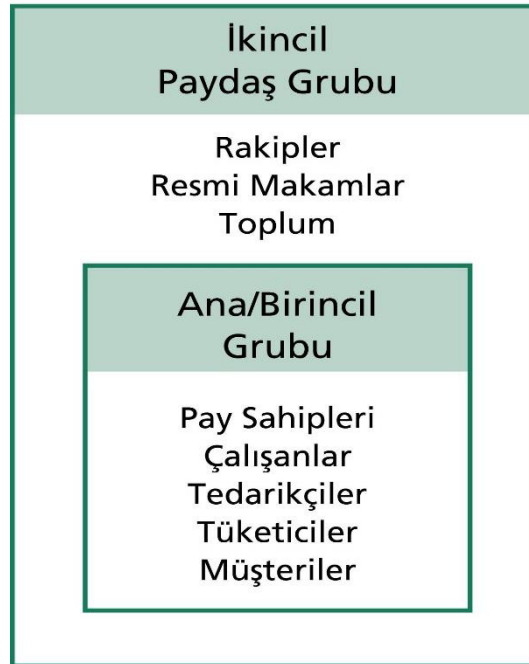 İkincil
Paydaş Grubu
Rakipler
Resmi Makamlar
Toplum
Ana/Birincil
Grubu
Pay Sahipleri
Çalışanlar
Tedarikçiler
Tüketiciler
Müşteriler